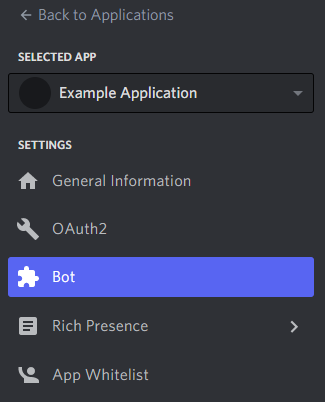 Back to Applications
SELECTED APP
Example Application
SETTINGS
General Information
OAuth2
Bot
Rich Presence
App Whitelist